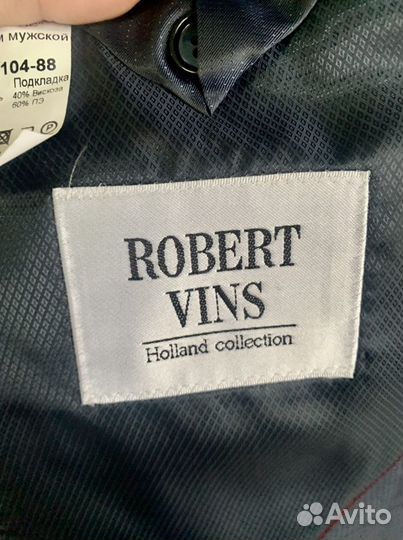 м мужской
104-88
Подкладка
40% Вискоза
60% ПЭ
P
ROBERT
VINS
Holland collection
Avito